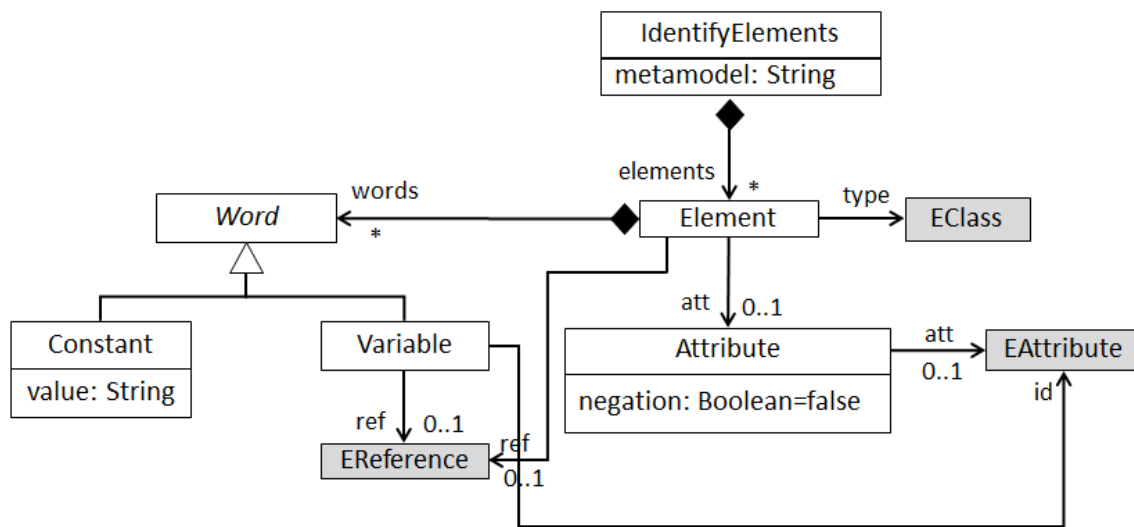 IdentifyElements
metamodel: String
elements
*
words
*
Word
Element
type
EClass
att
0..1
Constant
value: String
Variable
Attribute
negation: Boolean=false
att
0..1
EAttribute
id
ref
0..1
EReference
ref
0..1